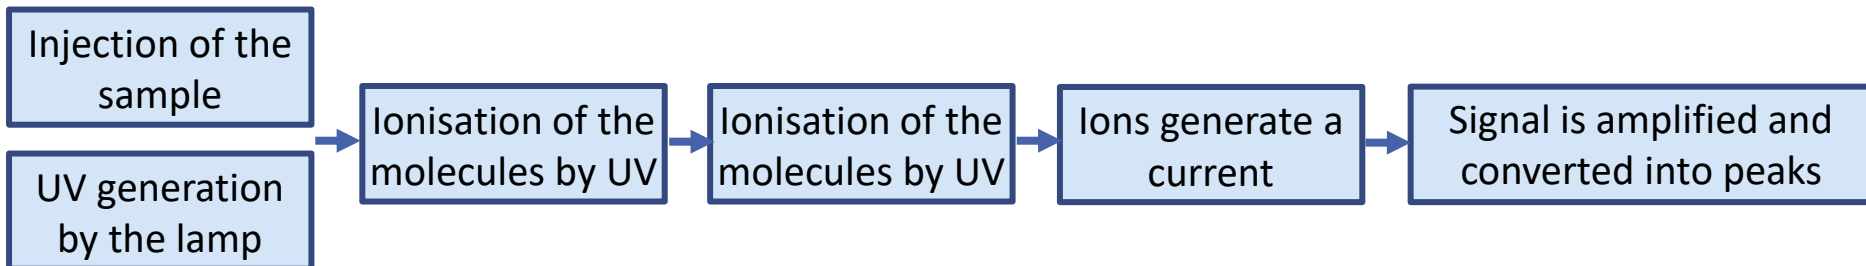 Injection of the
sample
UV generation
by the lamp
Ionisation of the
molecules by UV
Ionisation of the
molecules by UV
Ions generate a
current
Signal is amplified and
converted into peaks